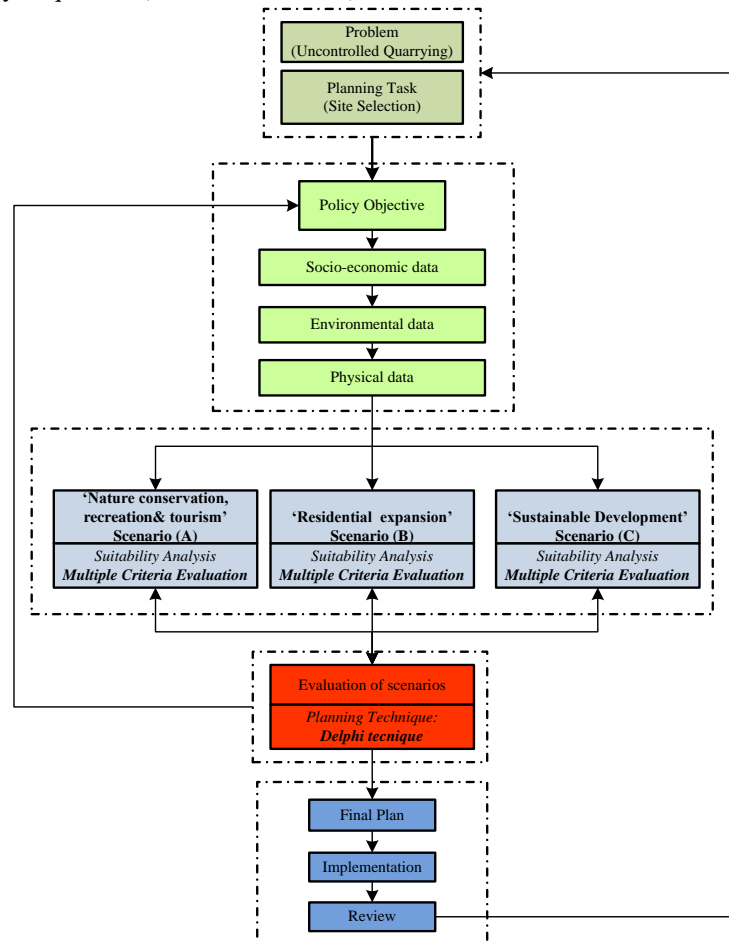 Problem
(Uncontrolled Quarrying)
Planning Task
(Site Selection)
Policy Objective
Socio-economic data
Environmental data
Physical data
‘Nature conservation,
recreation& tourism’
Scenario (A)
Suitability Analysis
Multiple Criteria Evaluation
‘Residential expansion’
Scenario (B)
Suitability Analysis
Multiple Criteria Evaluation
‘Sustainable Development’
Scenario (C)
Suitability Analysis
Multiple Criteria Evaluation
Evaluation of scenarios
Planning Technique:
Delphi tecnique
Final Plan
Implementation
Review